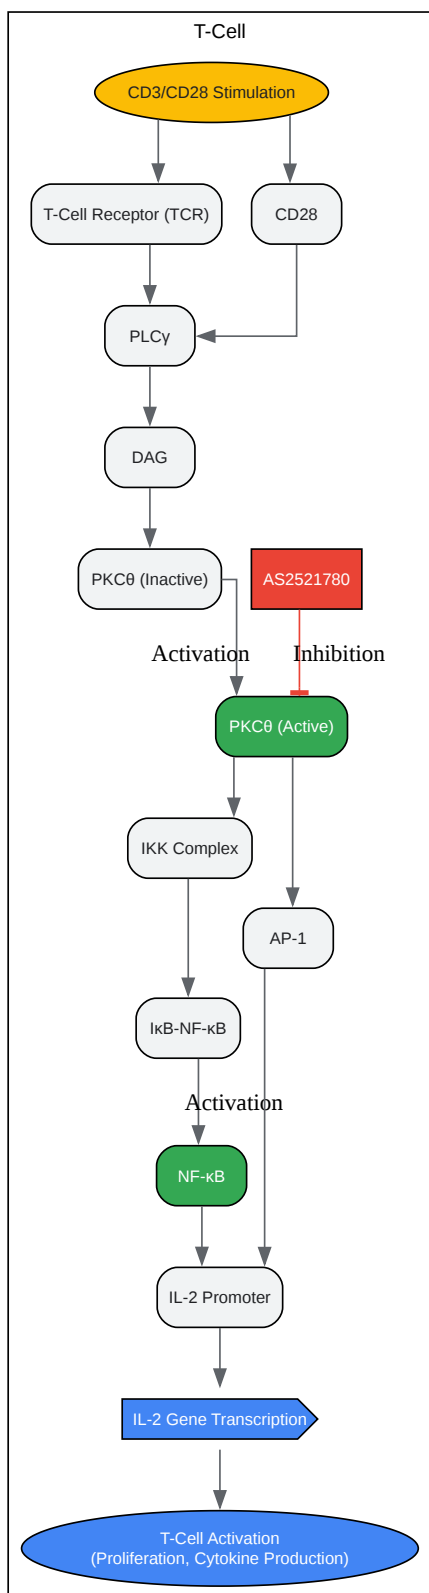 T-Cell
CD3/CD28 Stimulation
T-Cell Receptor (TCR)
CD28
PLCγ
DAG
PKCθ (Inactive)
AS2521780
Activation
Inhibition
PKCθ (Active)
IKK Complex
AP-1
IκB-NF-κB
Activation
NF-κB
IL-2 Promoter
IL-2 Gene Transcription
T-Cell Activation
(Proliferation, Cytokine Production)